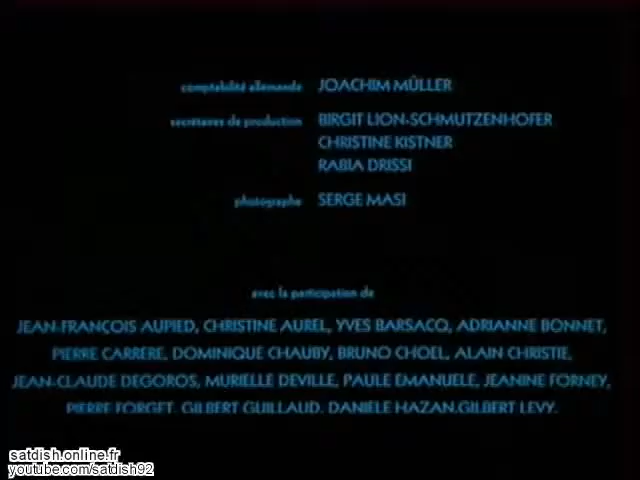 comptabilité allemande JOACHIM MÜLLER
secrétaires de production BIRGIT LION-SCHMUTZENHOFER
CHRISTINE KISTNER
RABIA DRISSI
photographe SERGE MASI
avec la participation de
JEAN-FRANÇOIS AUPIED, CHRISTINE AUREL, YVES BARSACQ, ADRIANNE BONNET,
PIERRE CARRERE, DOMINIQUE CHAUBY, BRUNO CHOEL, ALAIN CHRISTIE,
JEAN-CLAUDE DEGOROS, MURIELLE DEVILLE, PAULE EMANUELE, JEANINE FORNEY,
PIERRE FORGET, GILBERT GUILLAUD, DANIELE HAZAN,GILBERT LEVY,
satdish.online.fr
youtube.com/satdish92